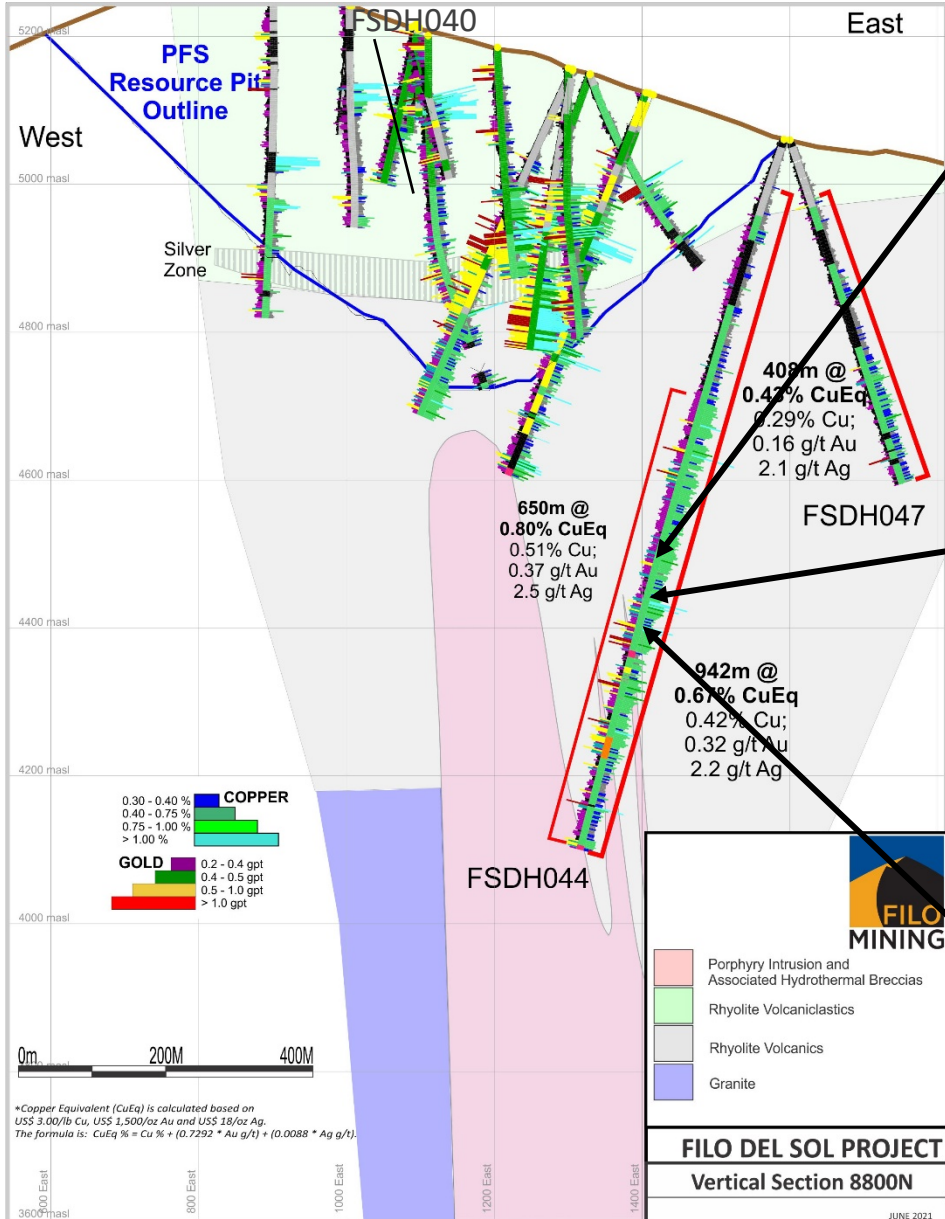 FSDH040
East
5200 masl
PFS
Resource Pit
Outline
West
5000 masl
Silver
Zone
4800 masl
408m @
0.43% CuEq
0.29% Cu;
0.16 g/t Au
2.1 g/t Ag
4600 masl
FSDH047
650m @
0.80% CuEq
0.51% Cu;
0.37 g/t Au
2.5 g/t Ag
4400 masl
942m @
0.67% CuEq
0.42% Cu;
0.32 g/t Au
2.2 g/t Ag
4200 masl
COPPER
0.30 - 0.40 %
0.40 - 0.75 %
0.75 - 1.00 %
> 1.00 %
GOLD
0.2 - 0.4 gpt
0.4 - 0.5 gpt
0.5 - 1.0 gpt
> 1.0 gpt
FSDH044
4000 masl
FILO
MINING
Porphyry Intrusion and
Associated Hydrothermal Breccias
Rhyolite Volcaniclastics
Rhyolite Volcanics
Granite
0m 200M 400M
*Copper Equivalent (CuEq) is calculated based on
US$ 3.00/lb Cu, US$ 1,500/oz Au and US$ 18/oz Ag.
The formula is: CuEq % = Cu % + (0.7292 * Au g/t) + (0.0088 * Ag g/t).
FILO DEL SOL PROJECT
Vertical Section 8800N
JUNE 2021
3600 masl
800 East
1000 East
1200 East
1400 East